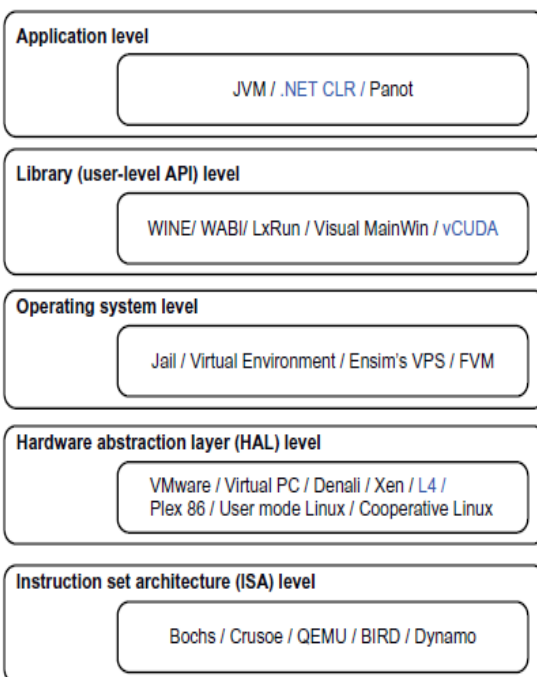 Application level
JVM / .NET CLR / Panot
Library (user-level API) level
WINE/ WABI/ LxRun / Visual MainWin / vCUDA
Operating system level
Jail / Virtual Environment / Ensim's VPS / FVM
Hardware abstraction layer (HAL) level
VMware / Virtual PC / Denali / Xen / L4 /
Plex 86 / User mode Linux / Cooperative Linux
Instruction set architecture (ISA) level
Bochs / Crusoe / QEMU / BIRD / Dynamo